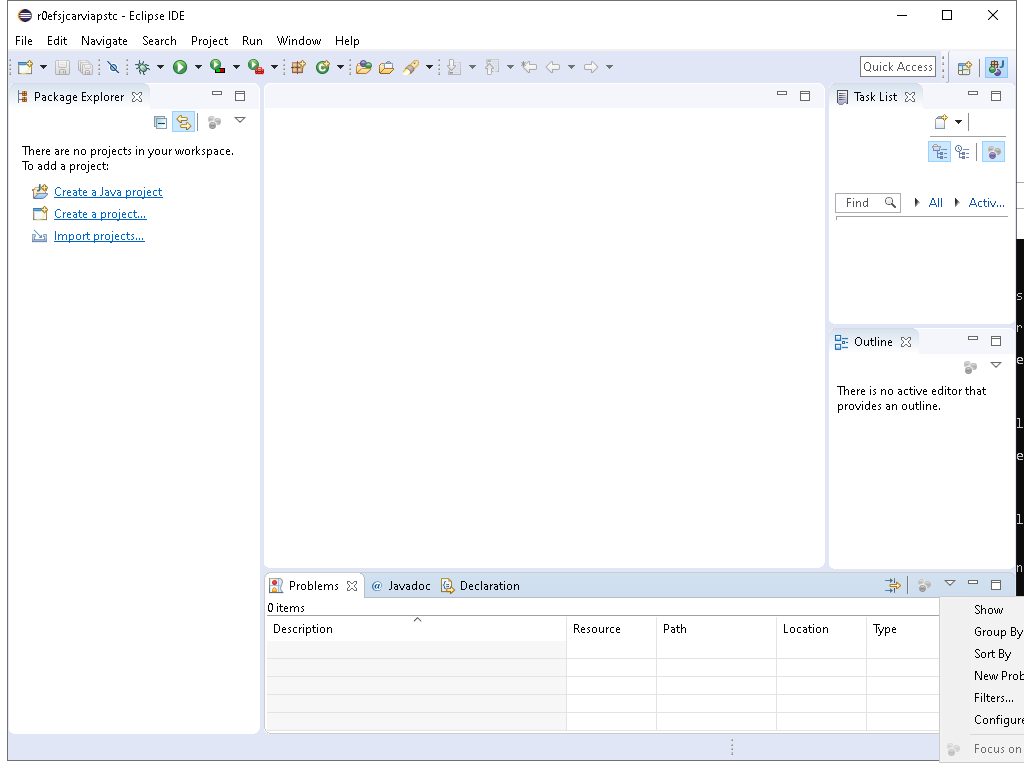 r0efsjcarviapstc - Eclipse IDE
File Edit Navigate Search Project Run Window Help
Quick Access
Package Explorer
There are no projects in your workspace.
To add a project:
Create a Java project
Create a project...
Import projects...
Task List
Find All Activ...
Outline
There is no active editor that
provides an outline.
Problems @ Javadoc Declaration
0 items
Description Resource Path Location Type
Show
Group By
Sort By
New Prob
Filters...
Configure
Focus on